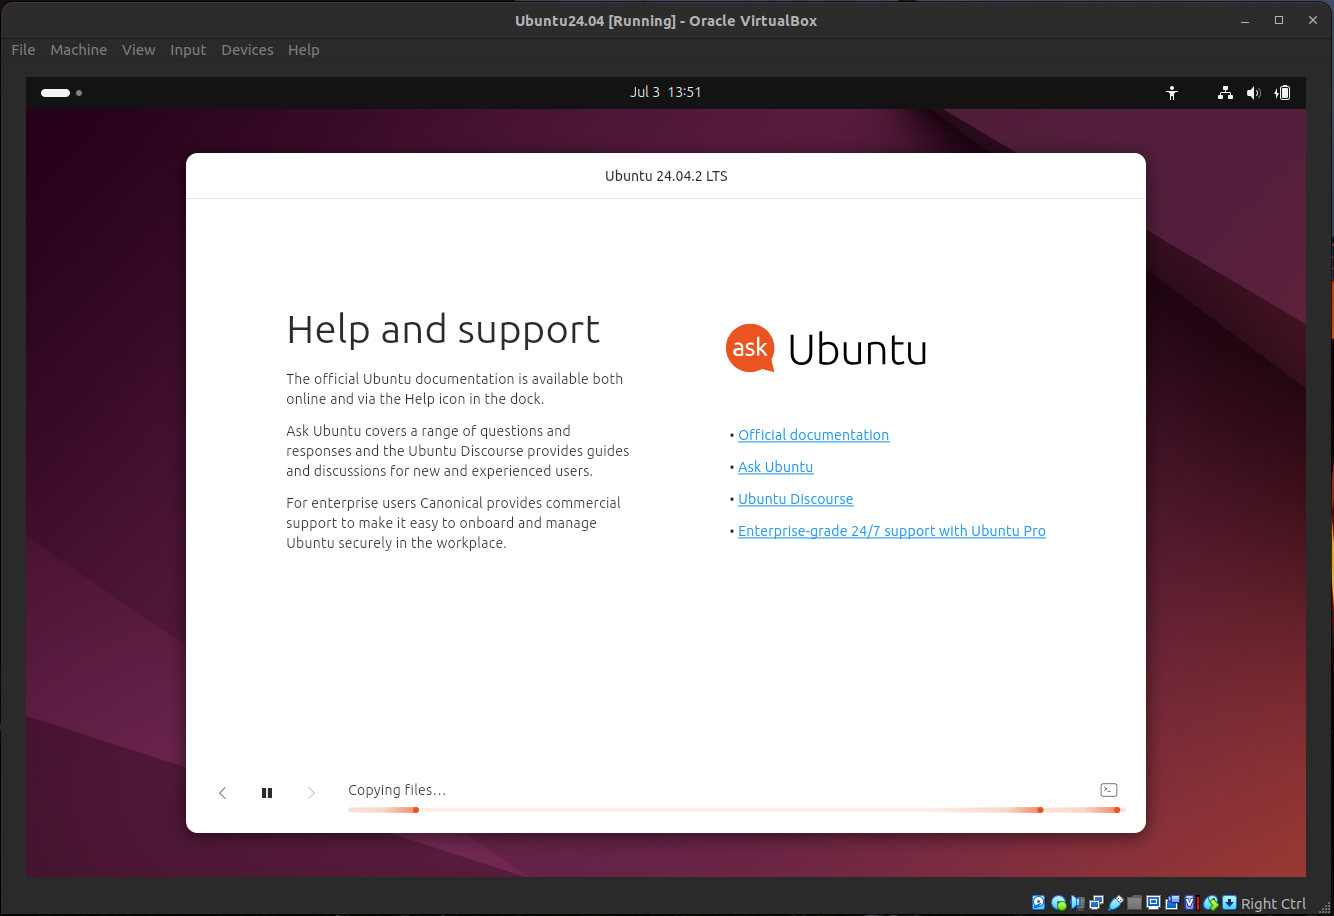 Ubuntu24.04 [Running] - Oracle VirtualBox
File Machine View Input Devices Help
Jul 3 13:51
Ubuntu 24.04.2 LTS
Help and support
The official Ubuntu documentation is available both
online and via the Help icon in the dock.
Ask Ubuntu covers a range of questions and
responses and the Ubuntu Discourse provides guides
and discussions for new and experienced users.
For enterprise users Canonical provides commercial
support to make it easy to onboard and manage
Ubuntu securely in the workplace.
ask Ubuntu
• Official documentation
• Ask Ubuntu
• Ubuntu Discourse
• Enterprise-grade 24/7 support with Ubuntu Pro
Copying files...
Right Ctrl